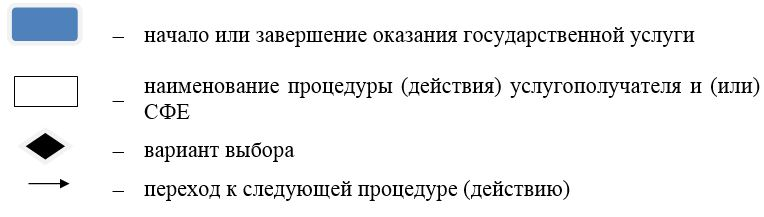 – начало или завершение оказания государственной услуги
– наименование процедуры (действия) услугополучателя и (или)
СФЕ
– вариант выбора
– переход к следующей процедуре (действию)